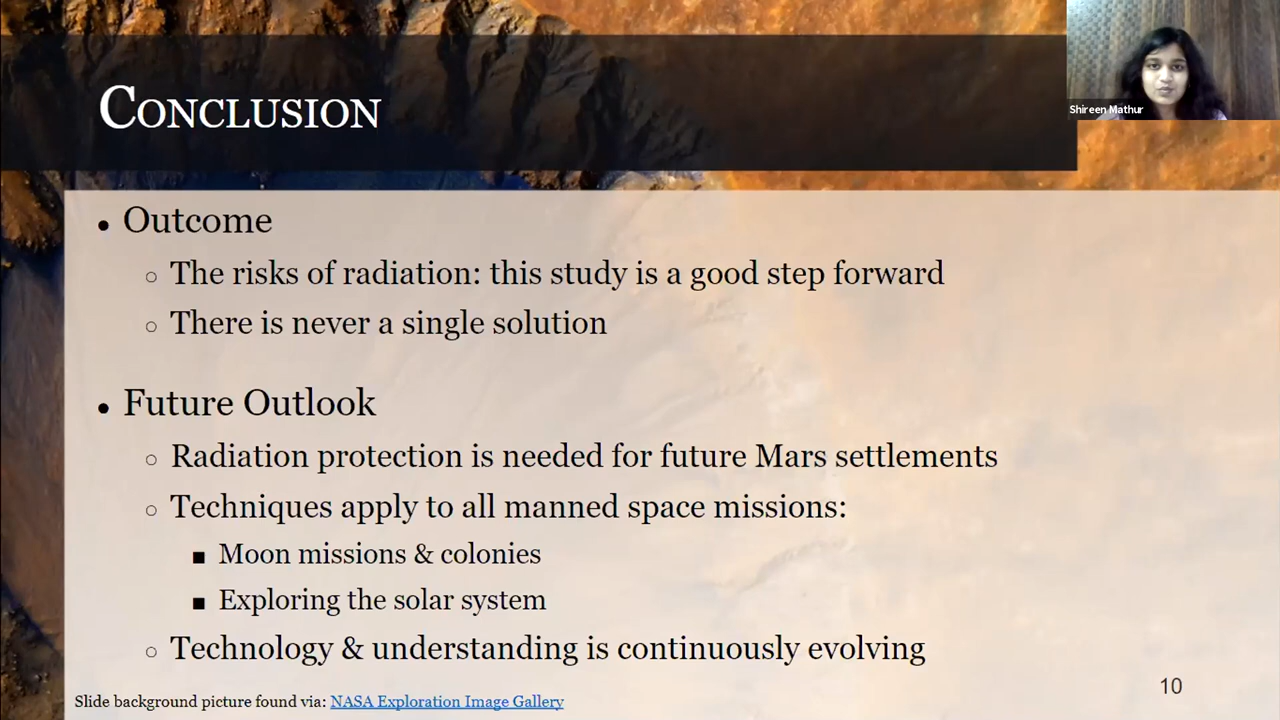 CONCLUSION
Shireen Mathur
• Outcome
○ The risks of radiation: this study is a good step forward
○ There is never a single solution
• Future Outlook
○ Radiation protection is needed for future Mars settlements
○ Techniques apply to all manned space missions:
■ Moon missions & colonies
■ Exploring the solar system
○ Technology & understanding is continuously evolving
10
Slide background picture found via: NASA Exploration Image Gallery